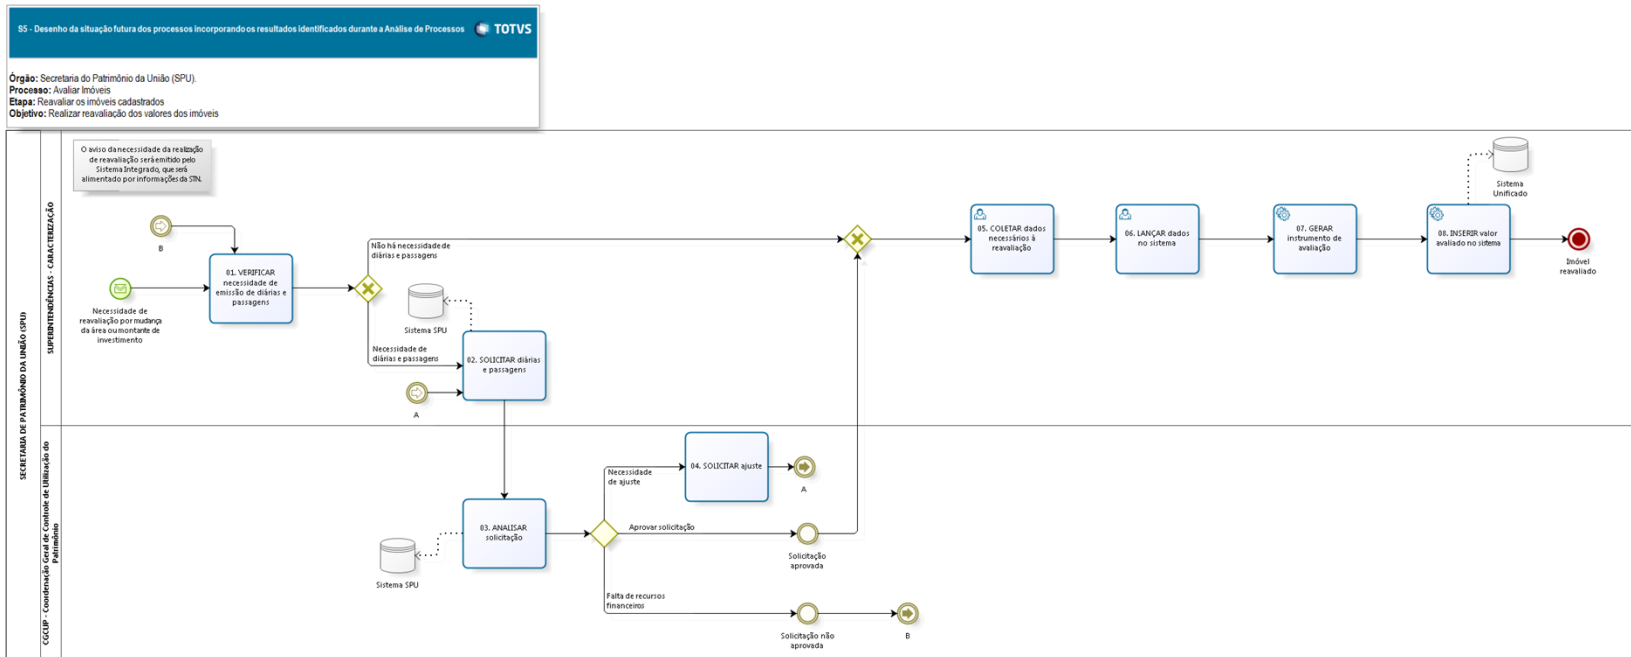 S5 - Desenho da situação futura dos processos incorporando os resultados identificados durante a Análise de Processos
TOTVS
Órgão: Secretaria do Patrimônio da União (SPU).
Processo: Avaliar Imóveis
Etapa: Reavaliar os imóveis cadastrados
Objetivo: Realizar reavaliação dos valores dos imóveis
SECRETARIA DE PATRIMÔNIO DA UNIÃO (SPU)
SUPERINTENDÊNCIAS - CARACTERIZAÇÃO
O aviso da necessidade da realização
de reavaliação será emitido pelo
Sistema Integrado, que será
alimentado por informações da STN.
B
Necessidade de
reavaliação por mudança
da área ou montante de
investimento
01. VERIFICAR
necessidade de
emissão de diárias e
passagens
Não há necessidade de
diárias e passagens
Necessidade de
diárias e passagens
Sistema SPU
02. SOLICITAR diárias
e passagens
A
05. COLETAR dados
necessários à
reavaliação
06. LANÇAR dados
no sistema
07. GERAR
instrumento de
avaliação
08. INSERIR valor
avaliado no sistema
Sistema
Unificado
Imóvel
reavaliado
CGCUP - Coordenação Geral de Controle de Utilização do
Patrimônio
03. ANALISAR
solicitação
Sistema SPU
Necessidade
de ajuste
04. SOLICITAR ajuste
A
Aprovar solicitação
Solicitação
aprovada
Falta de recursos
financeiros
Solicitação não
aprovada
B